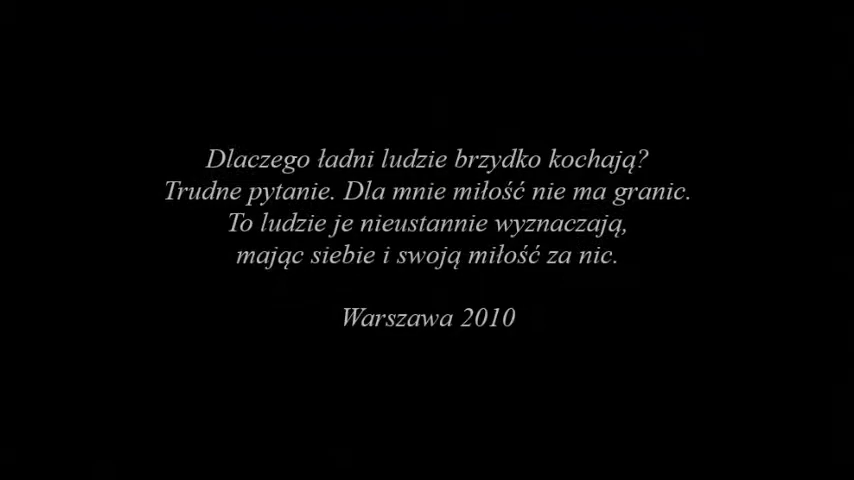 Dlaczego ładni ludzie brzydko kochają?
Trudne pytanie. Dla mnie miłość nie ma granic.
To ludzie je nieustannie wyznaczają,
mając siebie i swoją miłość za nic.
Warszawa 2010